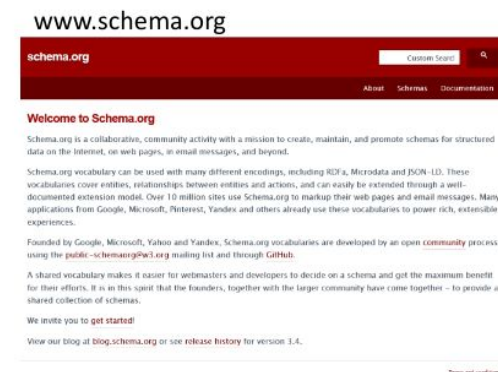 www.schema.org
schema.org
Custom Searcl
About Schemas Documentation
Welcome to Schema.org
Schema.org is a collaborative, community activity with a mission to create, maintain, and promote schemas for structured
data on the Internet, on web pages, in email messages, and beyond.
Schema.org vocabulary can be used with many different encodings, including RDFa, Microdata and JSON-LD. These
vocabularies cover entities, relationships between entities and actions, and can easily be extended through a well-
documented extension model. Over 10 million sites use Schema.org to markup their web pages and email messages. Many
applications from Google, Microsoft, Pinterest, Yandex and others already use these vocabularies to power rich, extensible
experiences.
Founded by Google, Microsoft, Yahoo and Yandex, Schema.org vocabularies are developed by an open community process,
using the public-schemaorg@w3.org mailing list and through GitHub.
A shared vocabulary makes it easier for webmasters and developers to decide on a schema and get the maximum benefit
for their efforts. It is in this spirit that the founders, together with the larger community have come together - to provide a
shared collection of schemas.
We invite you to get started!
View our blog at blog.schema.org or see release history for version 3.4.